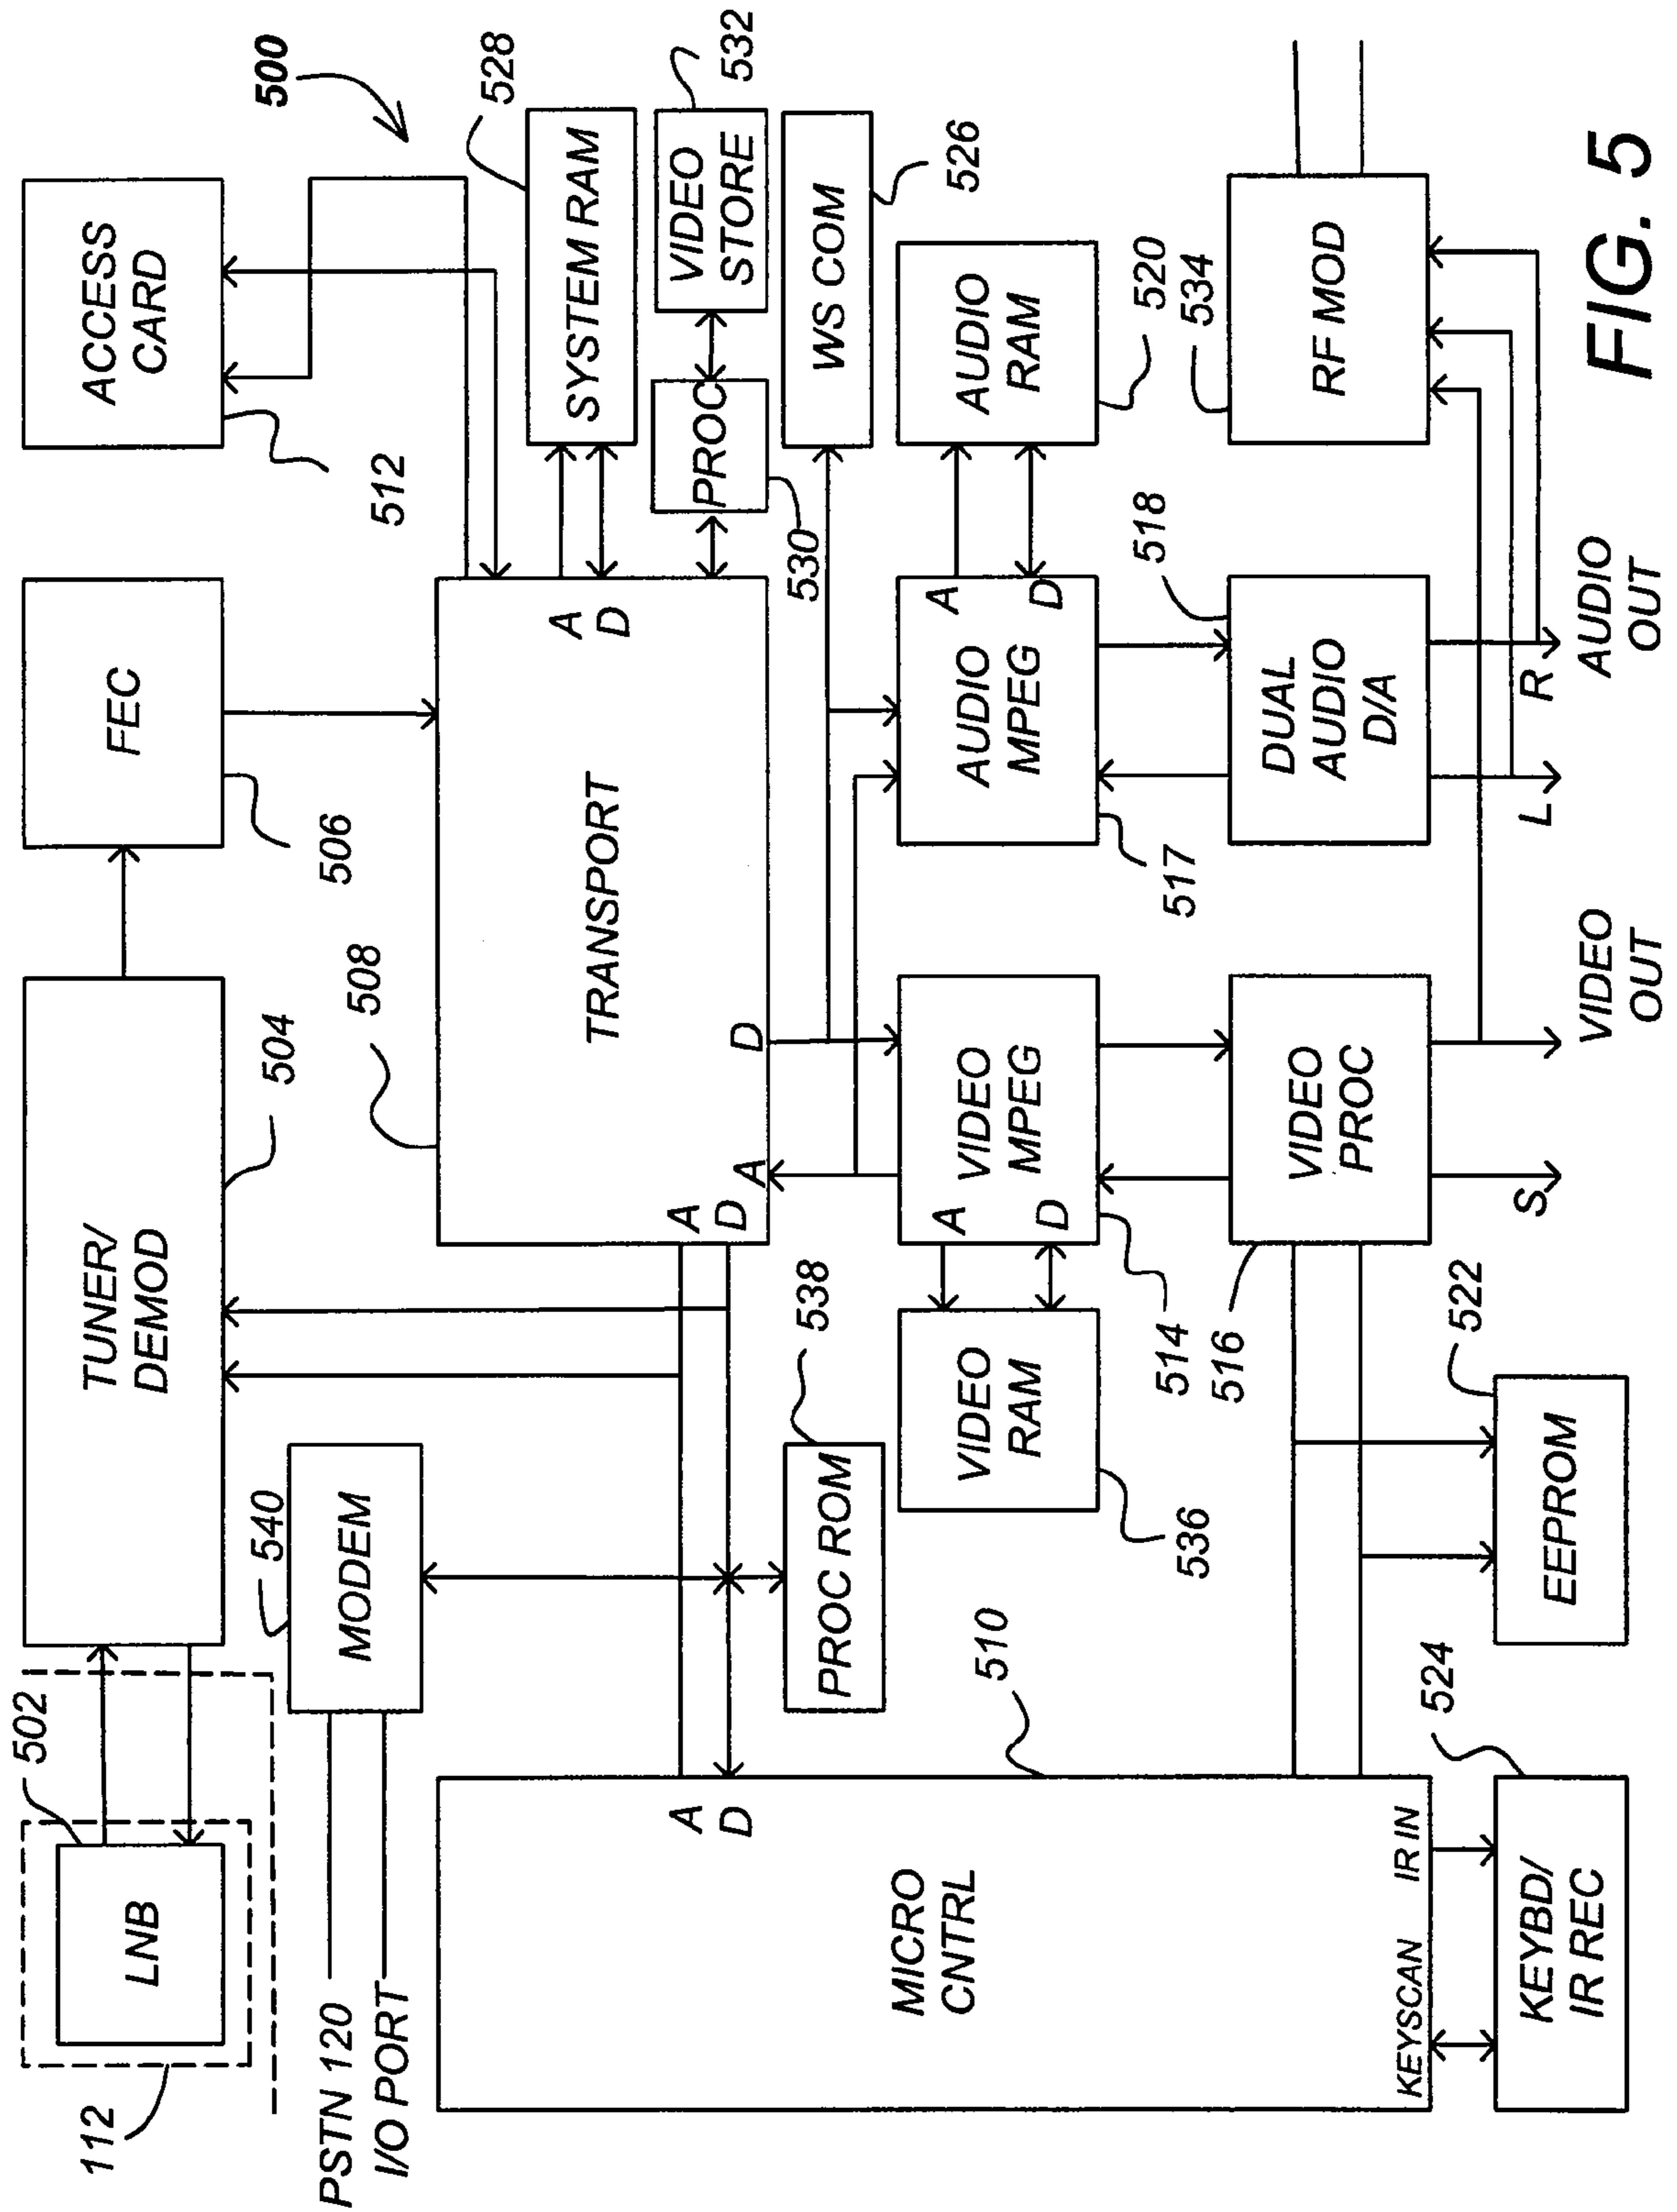 500
112
502
LNB
TUNER/
DEMOD
504
FEC
506
ACCESS
CARD
512
PSTN 120
I/O PORT
540
MODEM
508
TRANSPORT
A
D
A
D
A
D
528
SYSTEM RAM
PROC
530
VIDEO
STORE
532
WS COM
526
538
PROC ROM
510
MICRO
CNTRL
A
D
KEYSCAN
IR IN
524
KEYBD/
IR REC
522
EEPROM
VIDEO
RAM
536
VIDEO
MPEG
A
D
514
516
VIDEO
PROC
AUDIO
MPEG
A
D
517
518
DUAL
AUDIO
D/A
AUDIO
RAM
520
534
RF MOD
S
VIDEO
OUT
L
R
AUDIO
OUT
FIG. 5